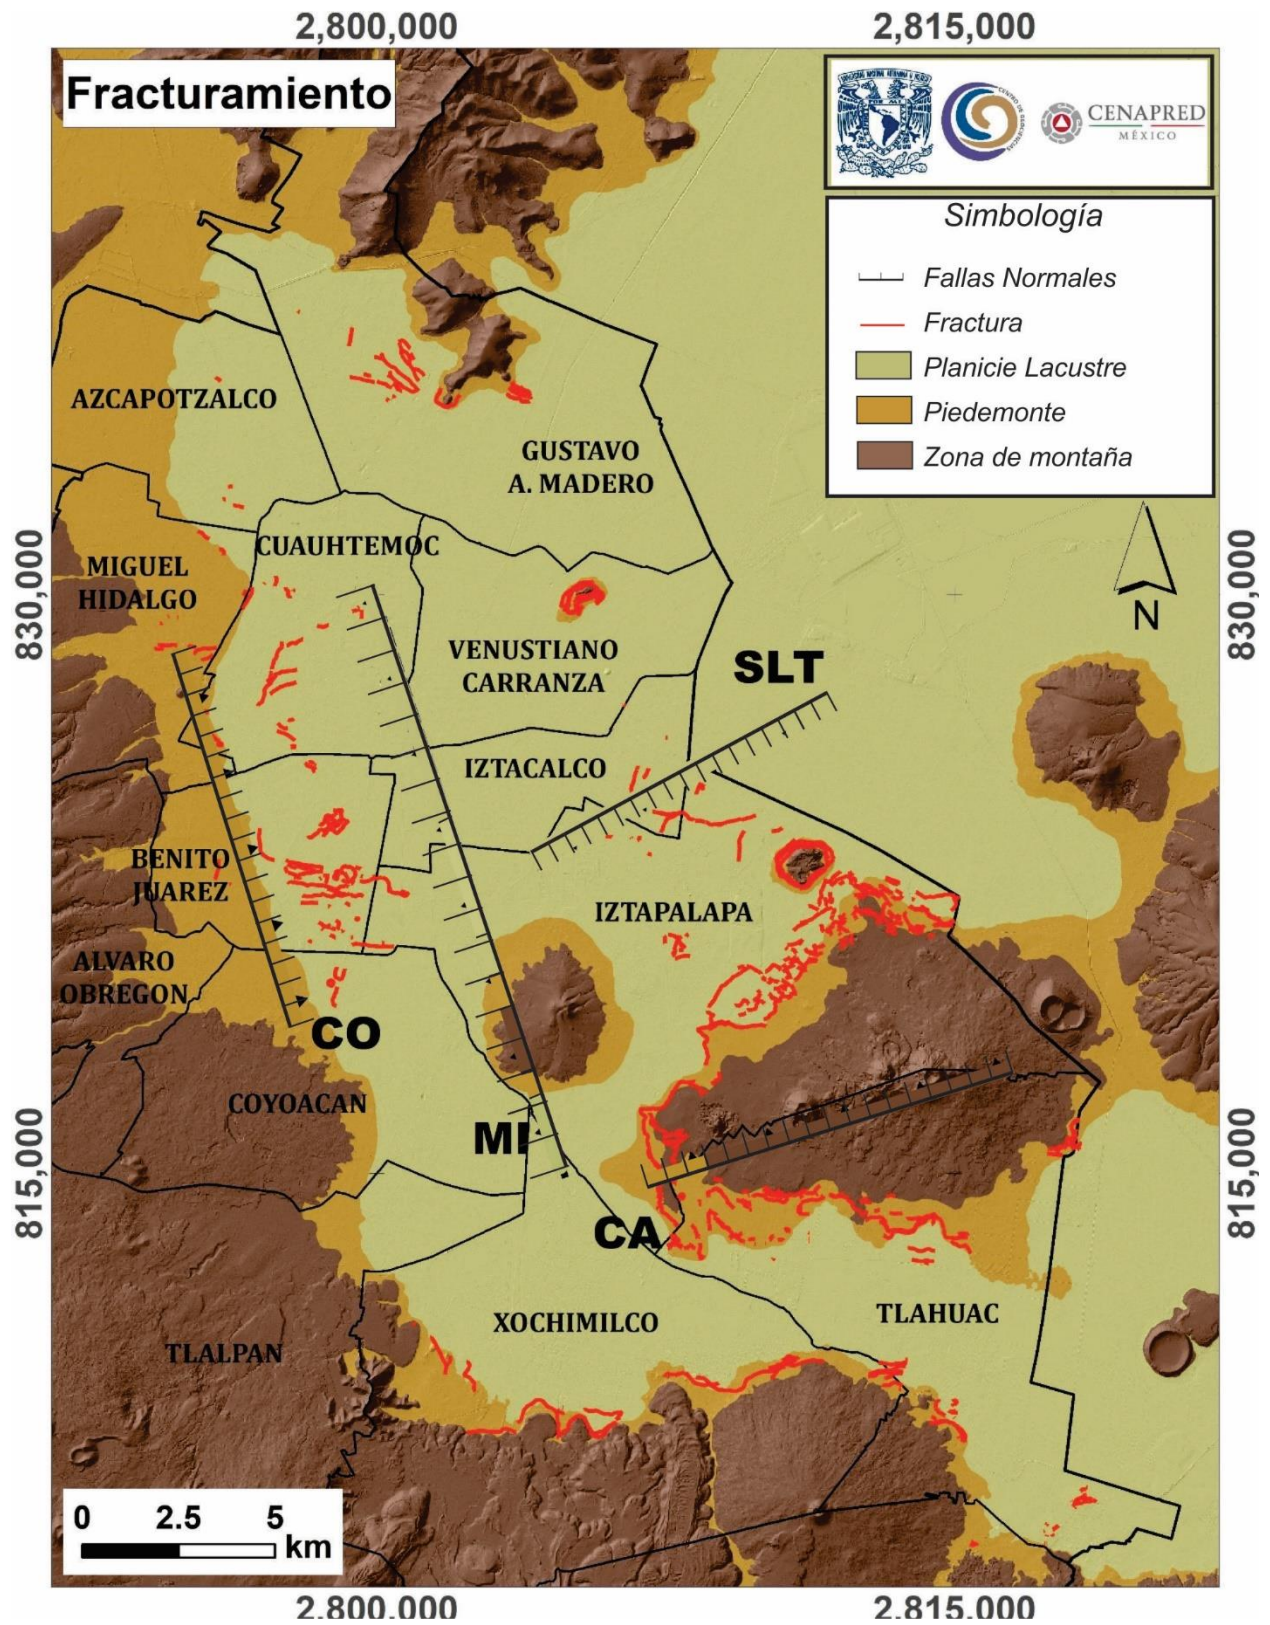 2,800,000
2,815,000
Fracturamiento
CENAPRED
MÉXICO
Simbología
Fallas Normales
Fractura
Planicie Lacustre
Piedemonte
Zona de montaña
N
830,000
830,000
815,000
815,000
AZCAPOTZALCO
GUSTAVO
A. MADERO
CUAUHTEMOC
MIGUEL
HIDALGO
VENUSTIANO
CARRANZA
SLT
IZTACALCO
BENITO
JUAREZ
IZTAPALAPA
ALVARO
OBREGON
CO
COYOACAN
MI
CA
XOCHIMILCO
TLAHUAC
TLALPAN
0 2.5 5
km
2,800,000
2,815,000